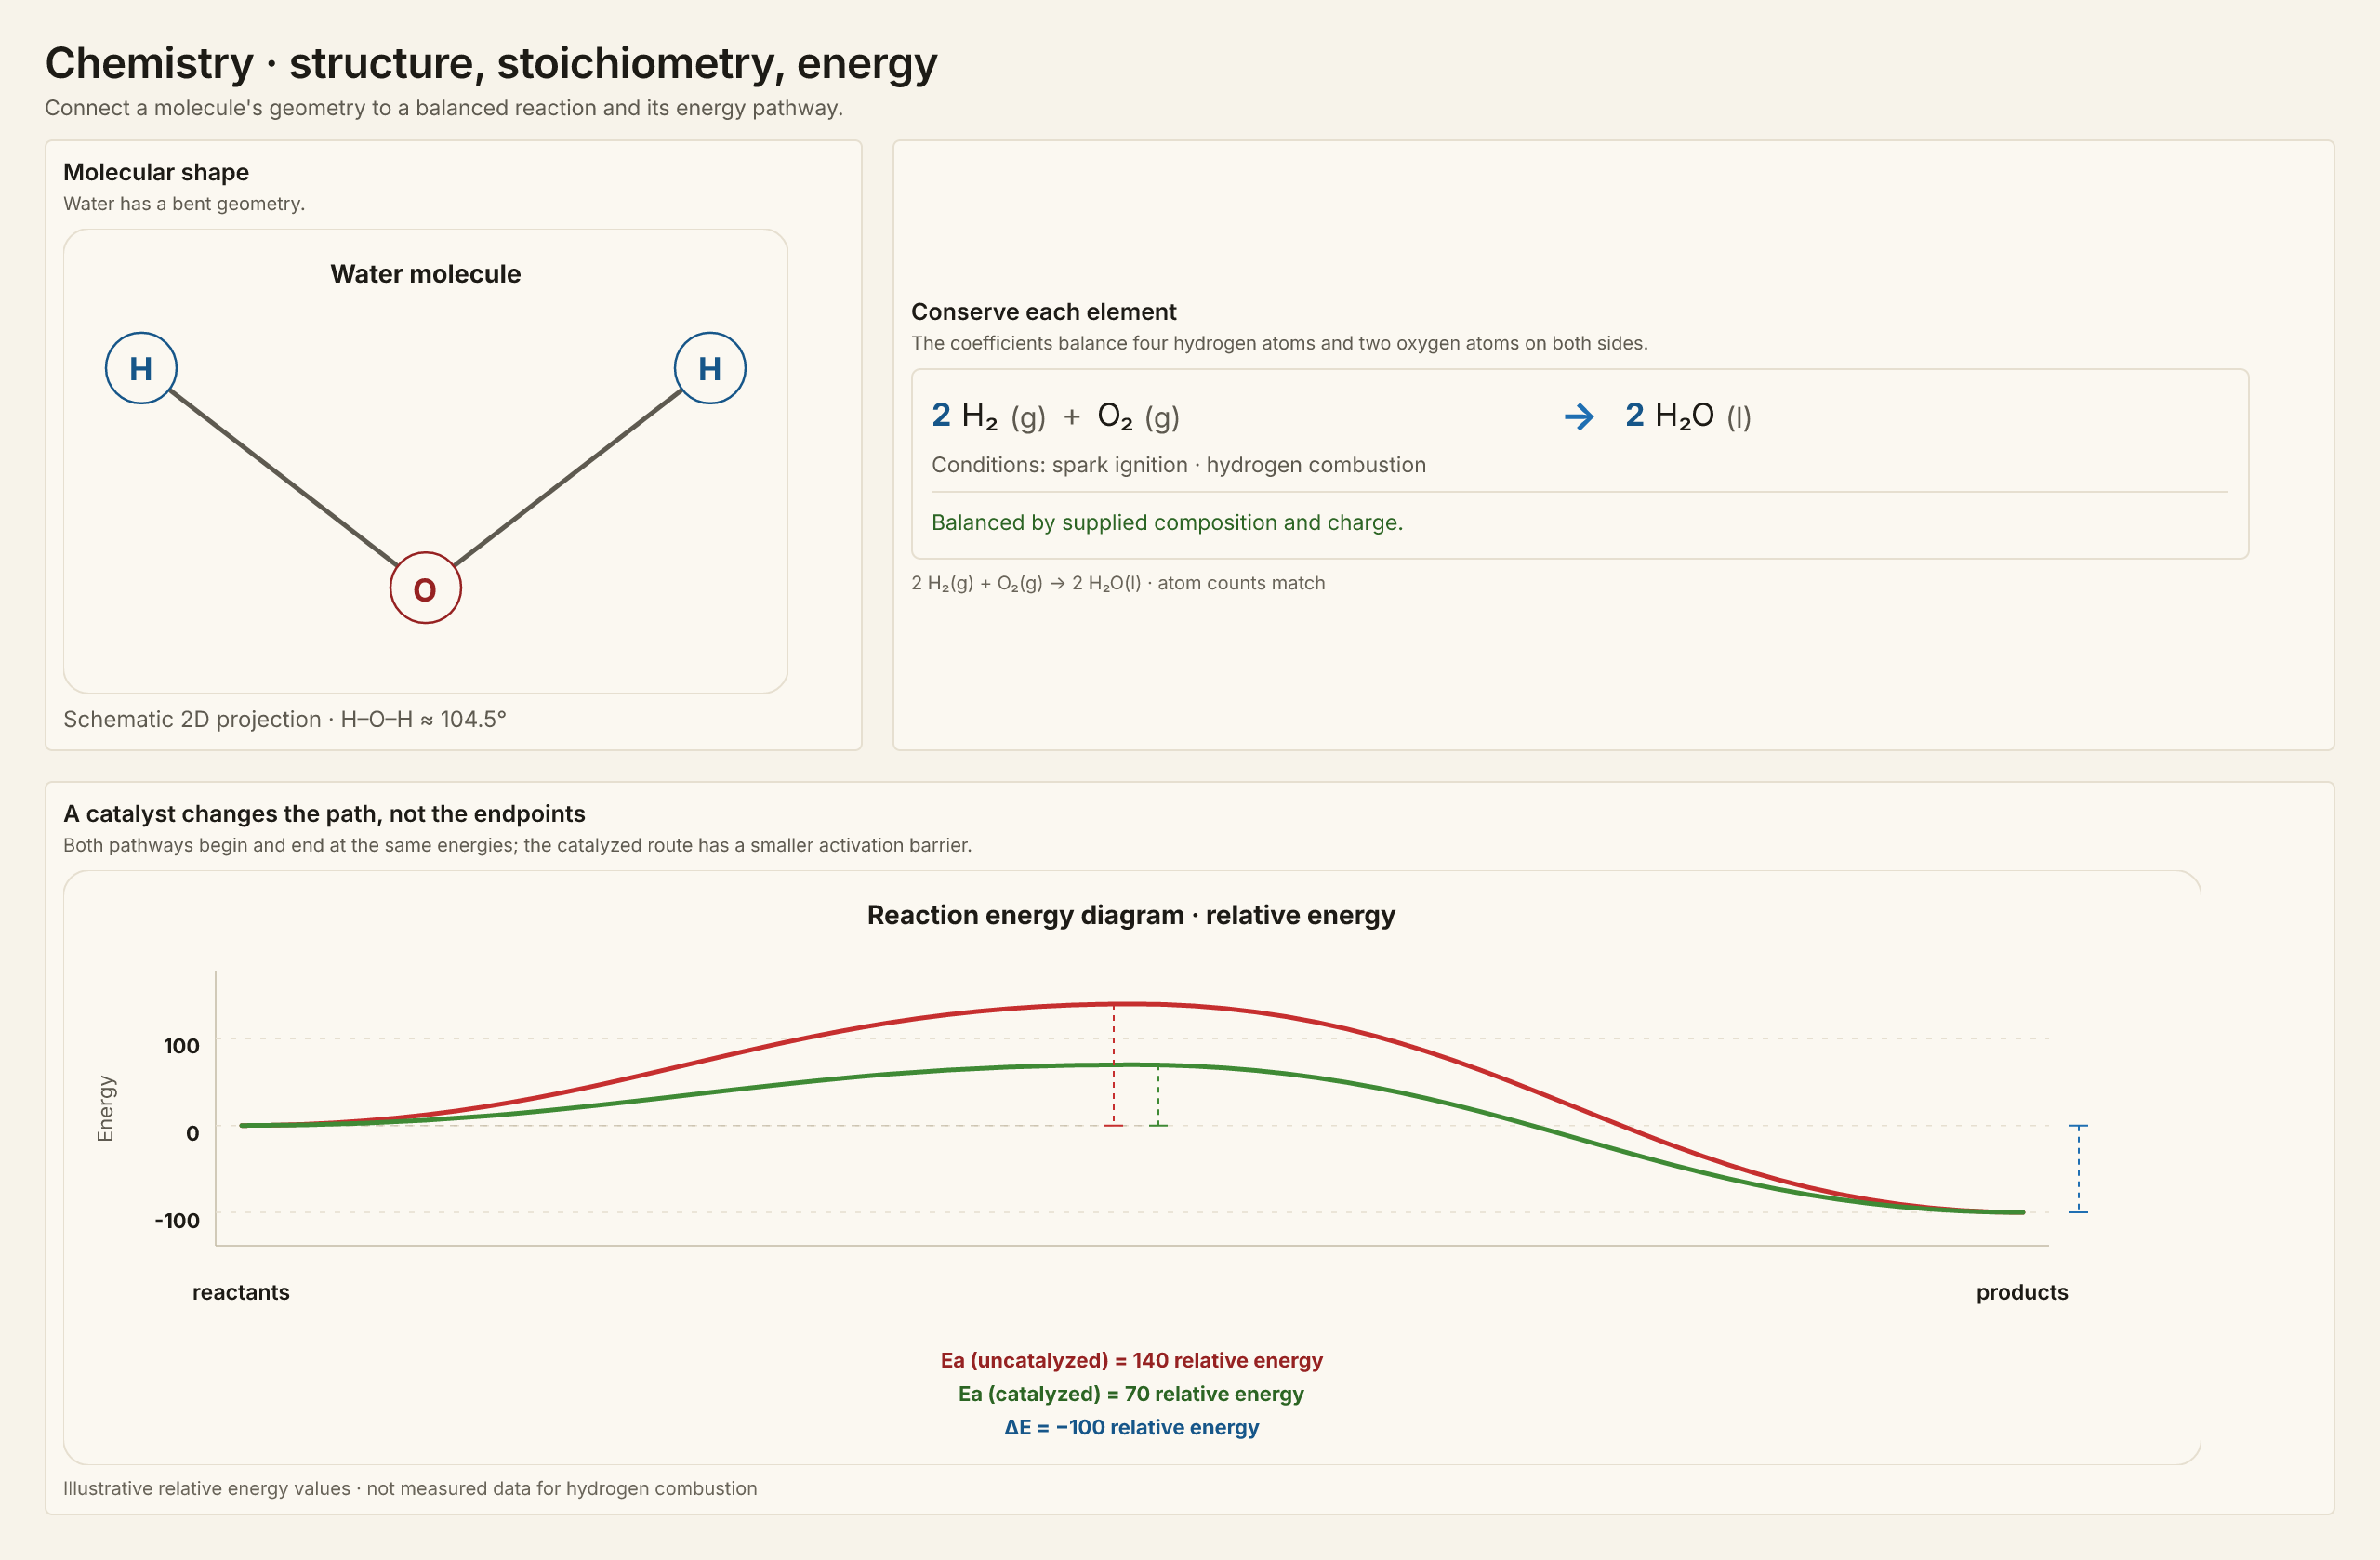 Chemistry · structure, stoichiometry, energy
Connect a molecule's geometry to a balanced reaction and its energy pathway.
Molecular shape
Water has a bent geometry.
Water molecule
H
H
O
Schematic 2D projection · H–O–H ≈ 104.5°
Conserve each element
The coefficients balance four hydrogen atoms and two oxygen atoms on both sides.
2 H₂ (g) + O₂ (g) → 2 H₂O (l)
Conditions: spark ignition · hydrogen combustion
Balanced by supplied composition and charge.
2 H₂(g) + O₂(g) → 2 H₂O(l) · atom counts match
A catalyst changes the path, not the endpoints
Both pathways begin and end at the same energies; the catalyzed route has a smaller activation barrier.
Reaction energy diagram · relative energy
Energy
100
0
-100
reactants
products
Ea (uncatalyzed) = 140 relative energy
Ea (catalyzed) = 70 relative energy
ΔE = −100 relative energy
Illustrative relative energy values · not measured data for hydrogen combustion